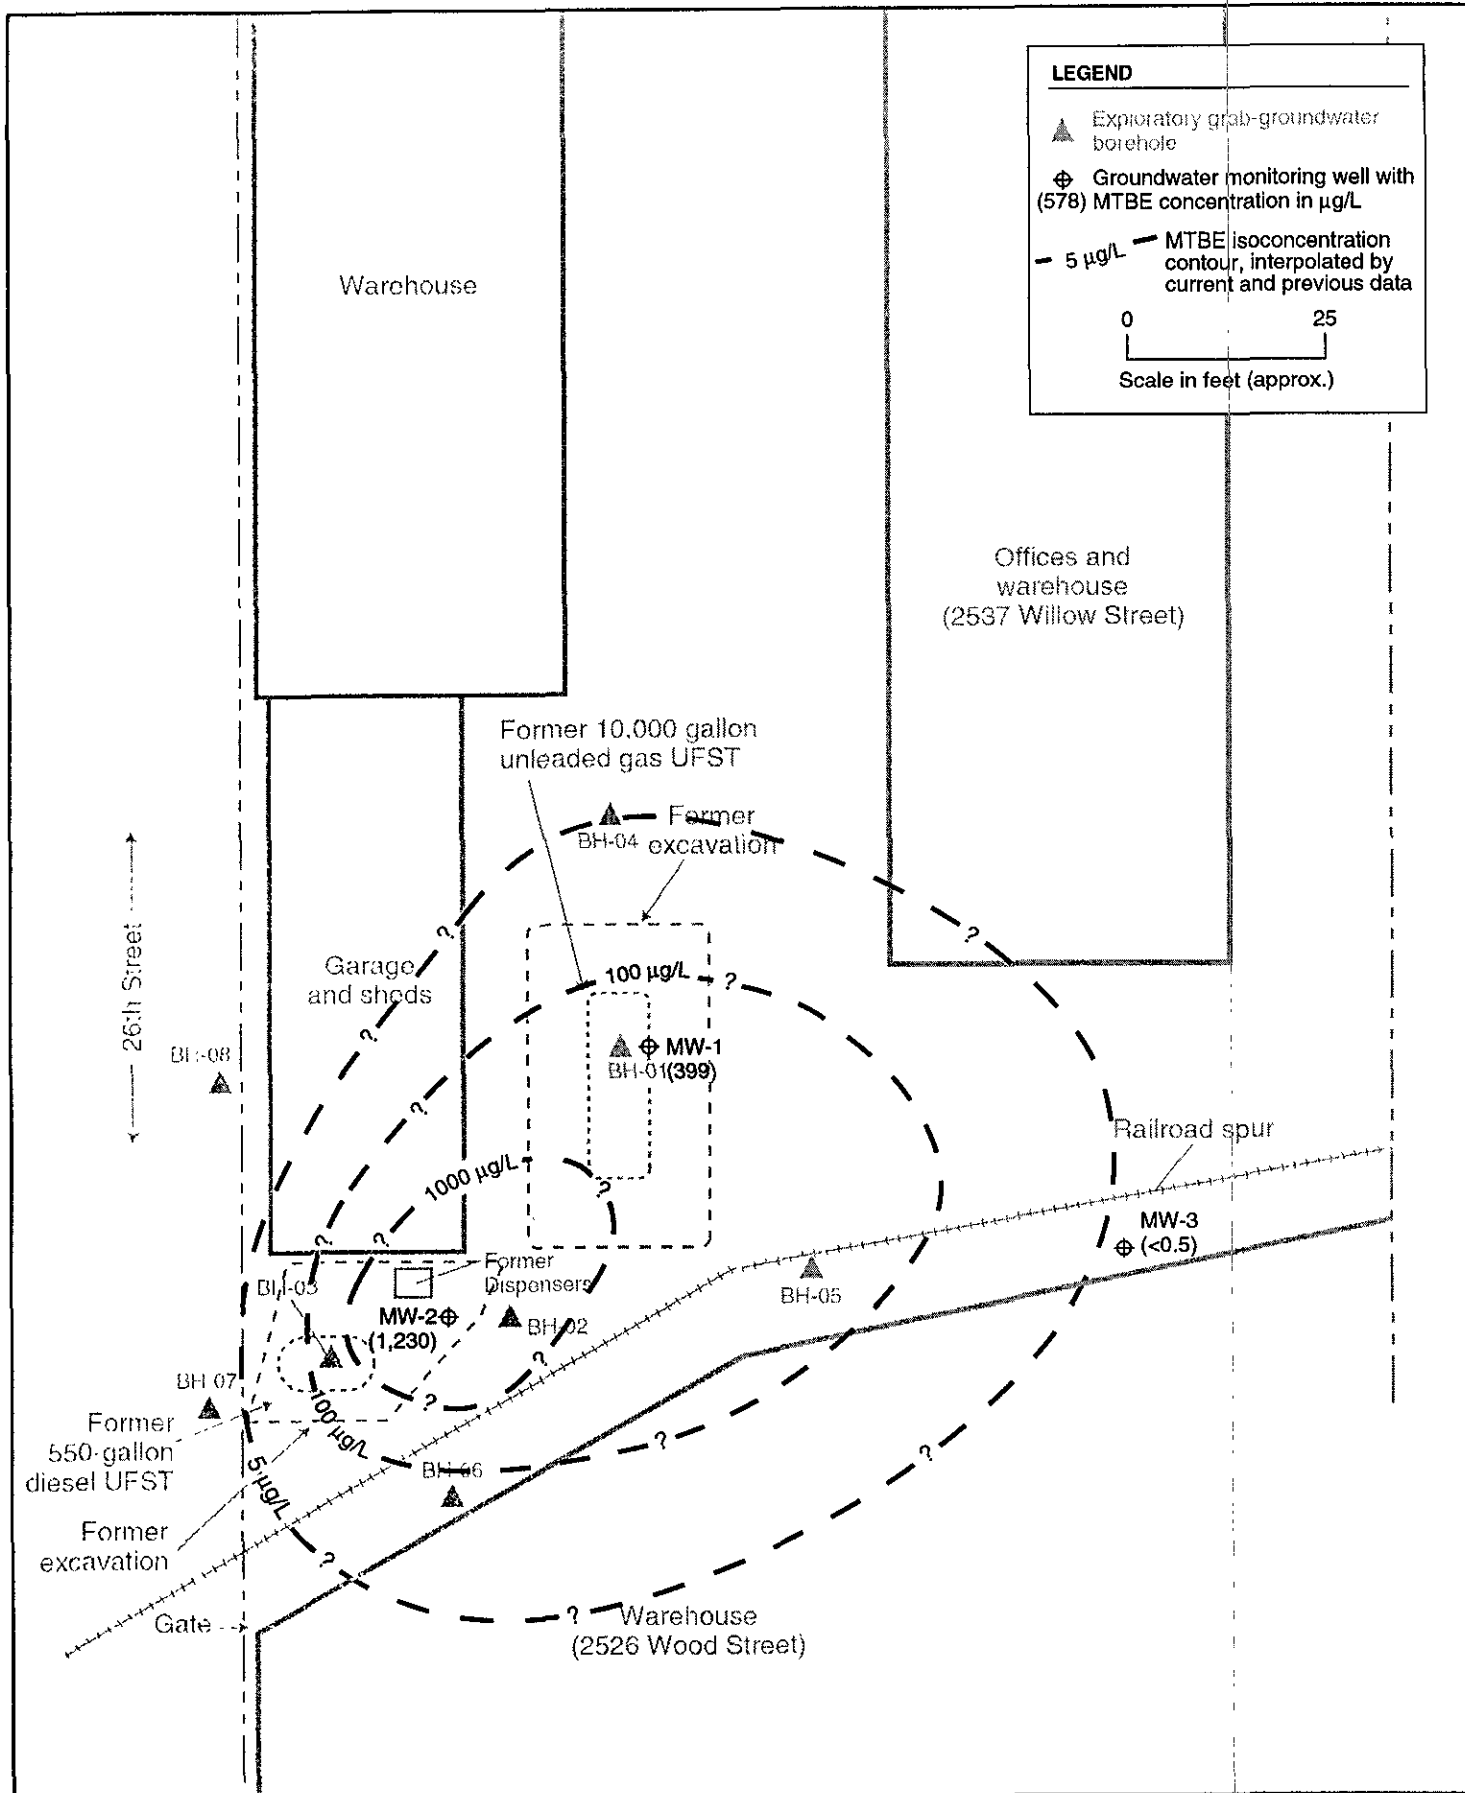 LEGEND
Exploratory grab-groundwater
borehole
Groundwater monitoring well with
(578) MTBE concentration in µg/L
5 µg/L
MTBE isoconcentration
contour, interpolated by
current and previous data
0 25
Scale in feet (approx.)
Warehouse
Offices and
warehouse
(2537 Willow Street)
Former 10,000 gallon
unleaded gas UFST
Former
excavation
BH-04
?
?
26th Street
Garage
and sheds
100 µg/L
?
?
BH-08
MW-1
BH-01 (399)
?
Railroad spur
1000 µg/L
?
MW-3
(<0.5)
?
?
Former
Dispensers
BH-03
BH-05
MW-2
(1,230)
BH-02
?
BH-07
?
100 µg/L
Former
550-gallon
diesel UFST
?
?
5 µg/L
BH-06
Former
excavation
?
Gate
?
Warehouse
(2526 Wood Street)